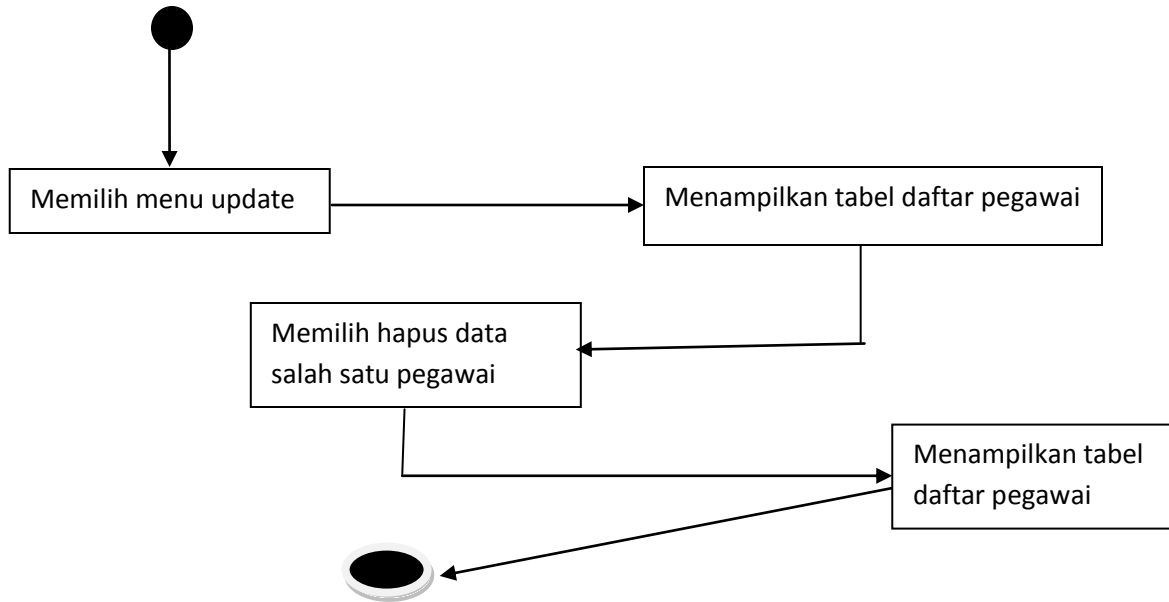 Memilih menu update
Menampilkan tabel daftar pegawai
Memilih hapus data
salah satu pegawai
Menampilkan tabel
daftar pegawai